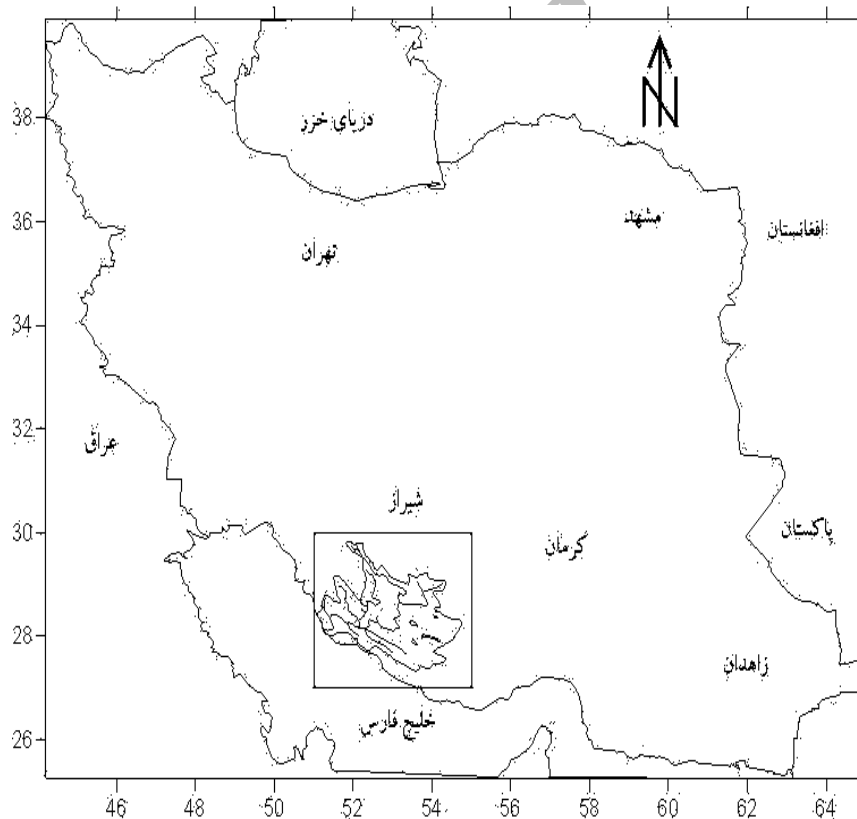 38
36
34
32
30
28
26
46
48
50
52
54
56
58
60
62
64
N
دریای خزر
مشهد
افغانستان
تهران
عراق
شیراز
پاکستان
کرمان
زاهدان
خلیج فارس